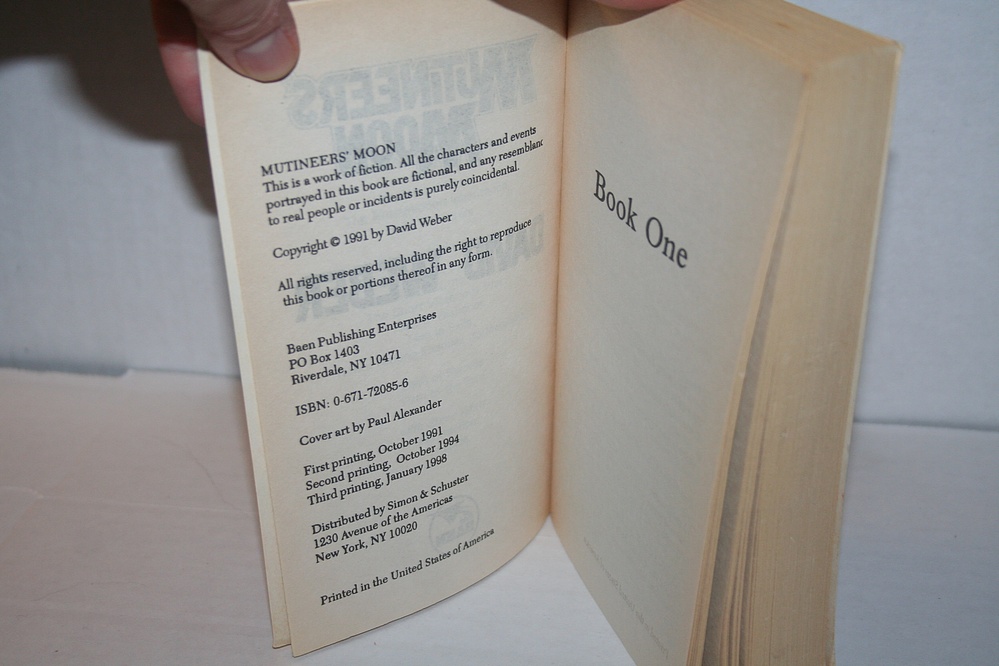 MUTINEERS' MOON
This is a work of fiction. All the characters and events
portrayed in this book are fictional, and any resemblanc
to real people or incidents is purely coincidental.
Copyright © 1991 by David Weber
All rights reserved, including the right to reproduce
this book or portions thereof in any form.
Baen Publishing Enterprises
PO Box 1403
Riverdale, NY 10471
ISBN: 0-671-72085-6
Cover art by Paul Alexander
First printing, October 1991
Second printing, October 1994
Third printing, January 1998
Distributed by Simon & Schuster
1230 Avenue of the Americas
New York, NY 10020
Printed in the United States of America
Book One